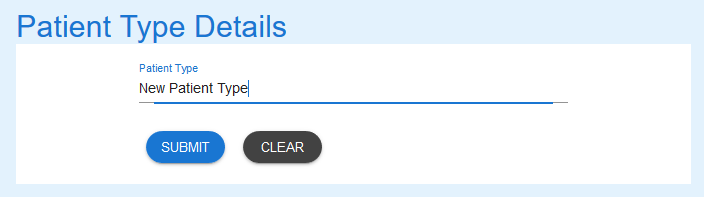 Patient Type Details
Patient Type
New Patient Type
SUBMIT
CLEAR